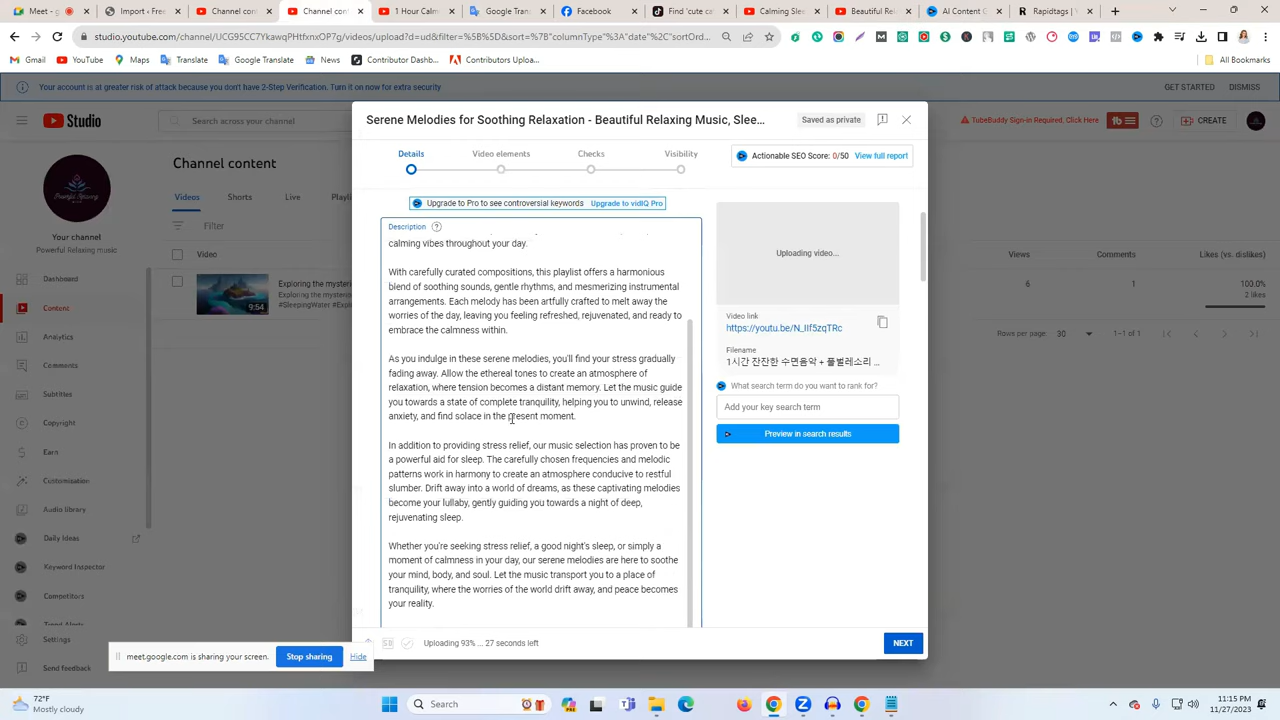 Meet - g
Channel cont
Channel conte
1 Hour Calm
Facebook
Find 'cute ca
Calming Slee
Beautiful Rel
AI Content G
Rapidtags |
studio.youtube.com/channel/UCG95CC7YkawqPHtfxnxOP7g/videos/upload?d=ud&filter=%5B%5D&sort=%7B"columnType"%3A"date"%2C"sortOrd...
Gmail
YouTube
Maps
Translate
Google Translate
News
Contributor Dashb...
Contributors Uploa...
All Bookmarks
Your account is at greater risk of attack because you don't have 2-Step Verification. Turn it on now for extra security
GET STARTED
DISMISS
Studio
Search across your channel
TubeBuddy Sign-in Required, Click Here
CREATE
Serene Melodies for Soothing Relaxation - Beautiful Relaxing Music, Slee...
Saved as private
Details
Video elements
Checks
Visibility
Actionable SEO Score: 0/50 View full report
Channel content
Videos
Shorts
Live
Playli
Filter
Video
Views
Comments
Likes (vs. dislikes)
Exploring the myster
Exploring the myster
#SleepingWater #Expl
9:54
6
1
100.0%
2 likes
Rows per page: 30
1–1 of 1
Your channel
Powerful Relaxing
Dashboard
Content
Analytics
Comments
Subtitles
Copyright
Earn
Customisation
Audio library
Daily Ideas
Keyword Inspector
Competitors
Trend Alerts
Settings
Send feedback
Upgrade to Pro to see controversial keywords Upgrade to vidIQ Pro
Description
calming vibes throughout your day.
With carefully curated compositions, this playlist offers a harmonious
blend of soothing sounds, gentle rhythms, and mesmerizing instrumental
arrangements. Each melody has been artfully crafted to melt away the
worries of the day, leaving you feeling refreshed, rejuvenated, and ready to
embrace the calmness within.
As you indulge in these serene melodies, you'll find your stress gradually
fading away. Allow the ethereal tones to create an atmosphere of
relaxation, where tension becomes a distant memory. Let the music guide
you towards a state of complete tranquility, helping you to unwind, release
anxiety, and find solace in the present moment.
In addition to providing stress relief, our music selection has proven to be
a powerful aid for sleep. The carefully chosen frequencies and melodic
patterns work in harmony to create an atmosphere conducive to restful
slumber. Drift away into a world of dreams, as these captivating melodies
become your lullaby, gently guiding you towards a night of deep,
rejuvenating sleep.
Whether you're seeking stress relief, a good night's sleep, or simply a
moment of calmness in your day, our serene melodies are here to soothe
your mind, body, and soul. Let the music transport you to a place of
tranquility, where the worries of the world drift away, and peace becomes
your reality.
Uploading video...
Video link
https://youtu.be/N_IIf5zqTRc
Filename
1시간 잔잔한 수면음악 + 풀벌레소리 ...
What search term do you want to rank for?
Add your key search term
Preview in search results
Uploading 93% ... 27 seconds left
NEXT
meet.google.com is sharing your screen.
Stop sharing
Hide
72°F
Mostly cloudy
Search
11:15 PM
11/27/2023